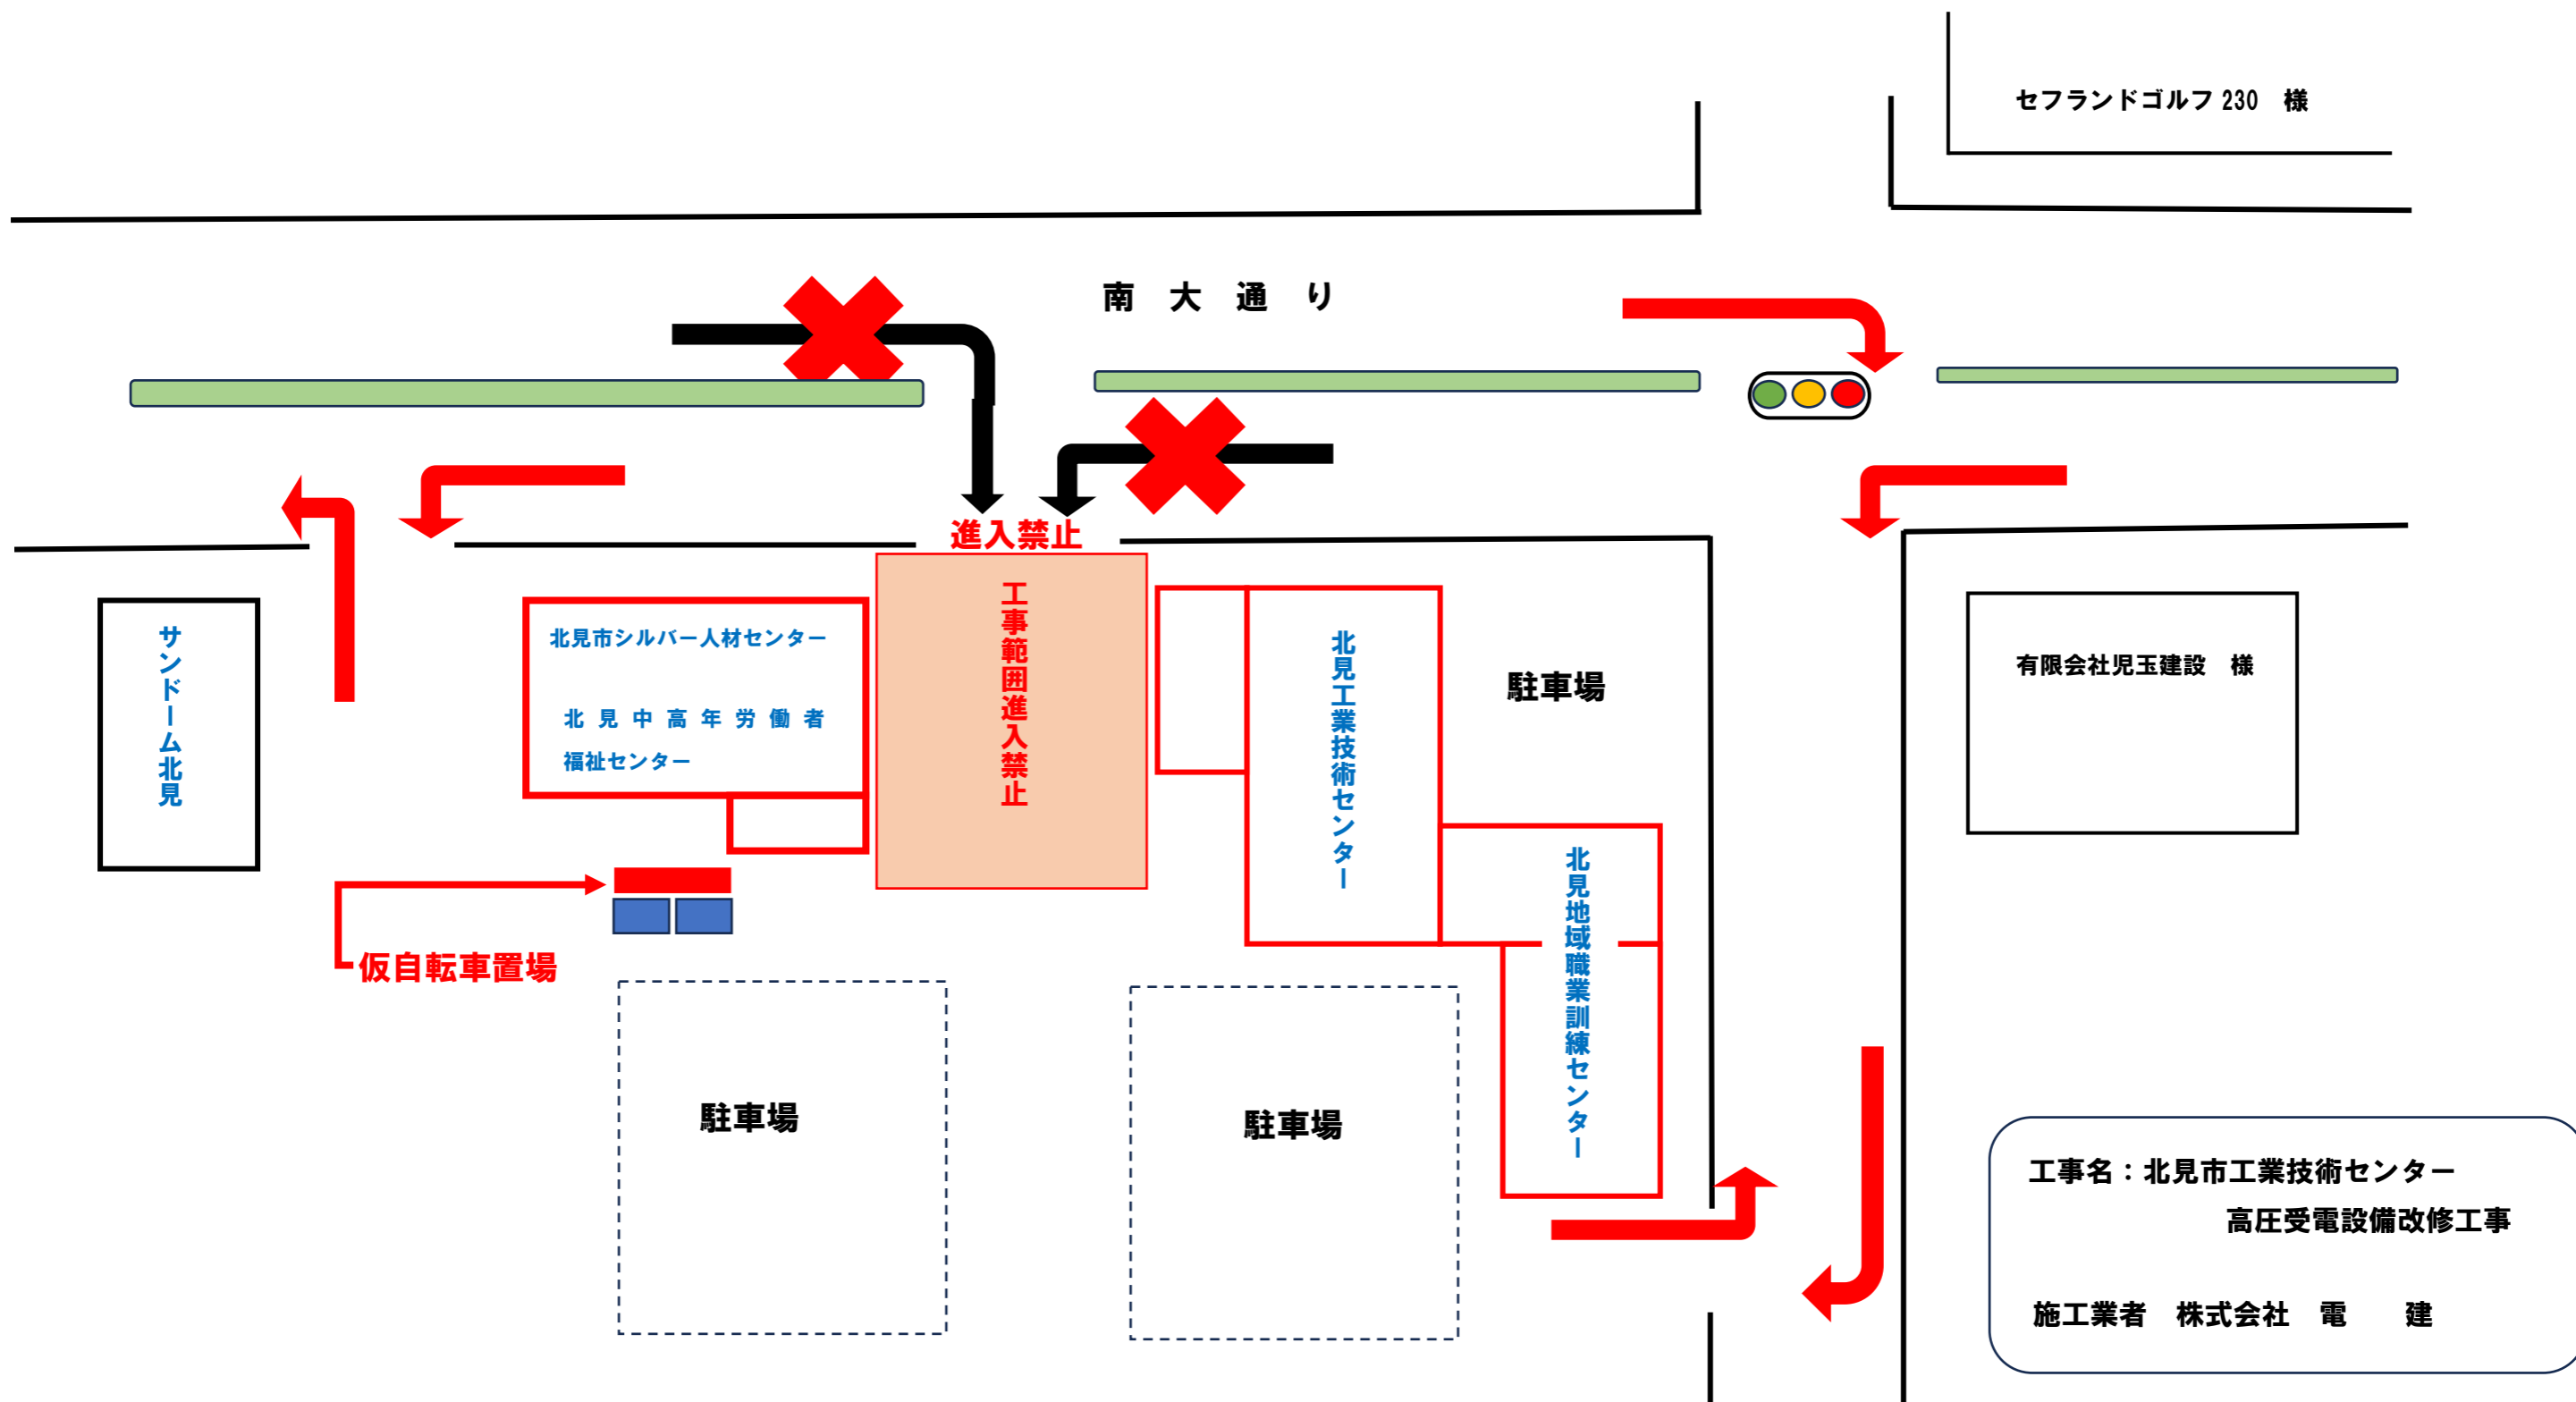 セフランドゴルフ 230　様
南　大　通　り
進入禁止
工事範囲進入禁止
サンドーム北見
北見市シルバー人材センター
北見中高年労働者
福祉センター
北見工業技術センター
駐車場
有限会社児玉建設　様
北見地域職業訓練センター
仮自転車置場
駐車場
駐車場
工事名：北見市工業技術センター
高圧受電設備改修工事
施工業者　株式会社　電　　建